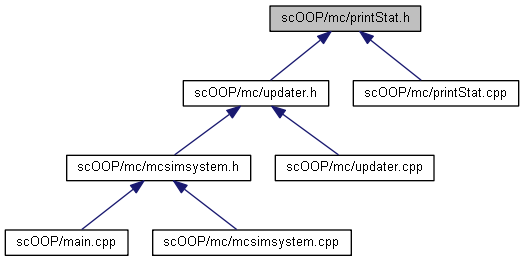 scOOP/mc/printStat.h
scOOP/mc/updater.h
scOOP/mc/printStat.cpp
scOOP/mc/mcsimsystem.h
scOOP/mc/updater.cpp
scOOP/main.cpp
scOOP/mc/mcsimsystem.cpp